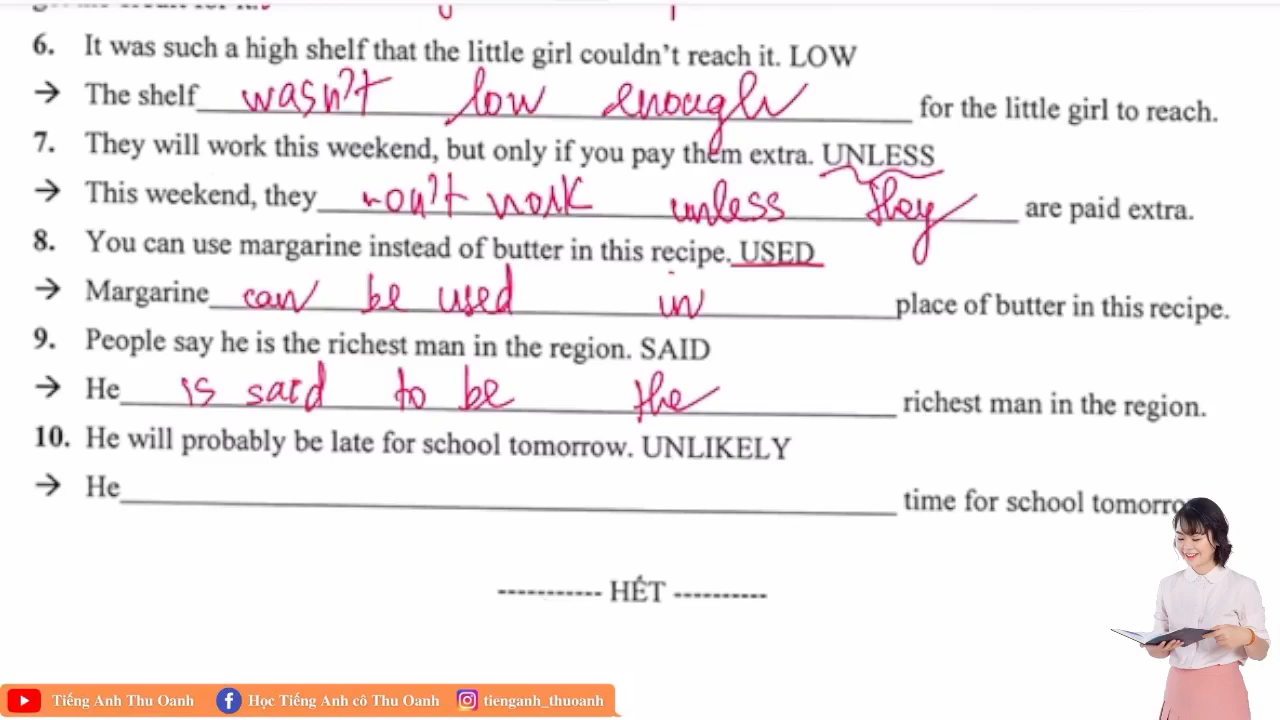 6. It was such a high shelf that the little girl couldn't reach it. LOW
→ The shelf wasn't low enough for the little girl to reach.
7. They will work this weekend, but only if you pay them extra. UNLESS
→ This weekend, they won't work unless they are paid extra.
8. You can use margarine instead of butter in this recipe. USED
→ Margarine can be used in place of butter in this recipe.
9. People say he is the richest man in the region. SAID
→ He is said to be the richest man in the region.
10. He will probably be late for school tomorrow. UNLIKELY
→ He____ time for school
----------- HẾT ----------
Tiếng Anh Thu Oanh Học Tiếng Anh cô Thu Oanh tienganh_thuoanh